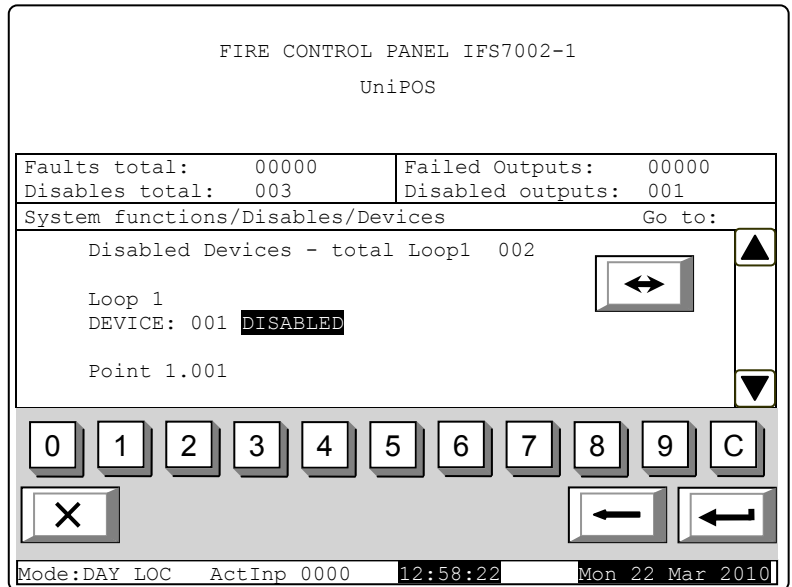 FIRE CONTROL PANEL IFS7002-1
UniPOS
Faults total: 00000 Failed Outputs: 00000
Disables total: 003 Disabled outputs: 001
System functions/Disables/Devices Go to:
Disabled Devices - total Loop1 002
Loop 1
DEVICE: 001 DISABLED
Point 1.001
0 1 2 3 4 5 6 7 8 9 C
Mode:DAY LOC ActInp 0000 12:58:22 Mon 22 Mar 2010